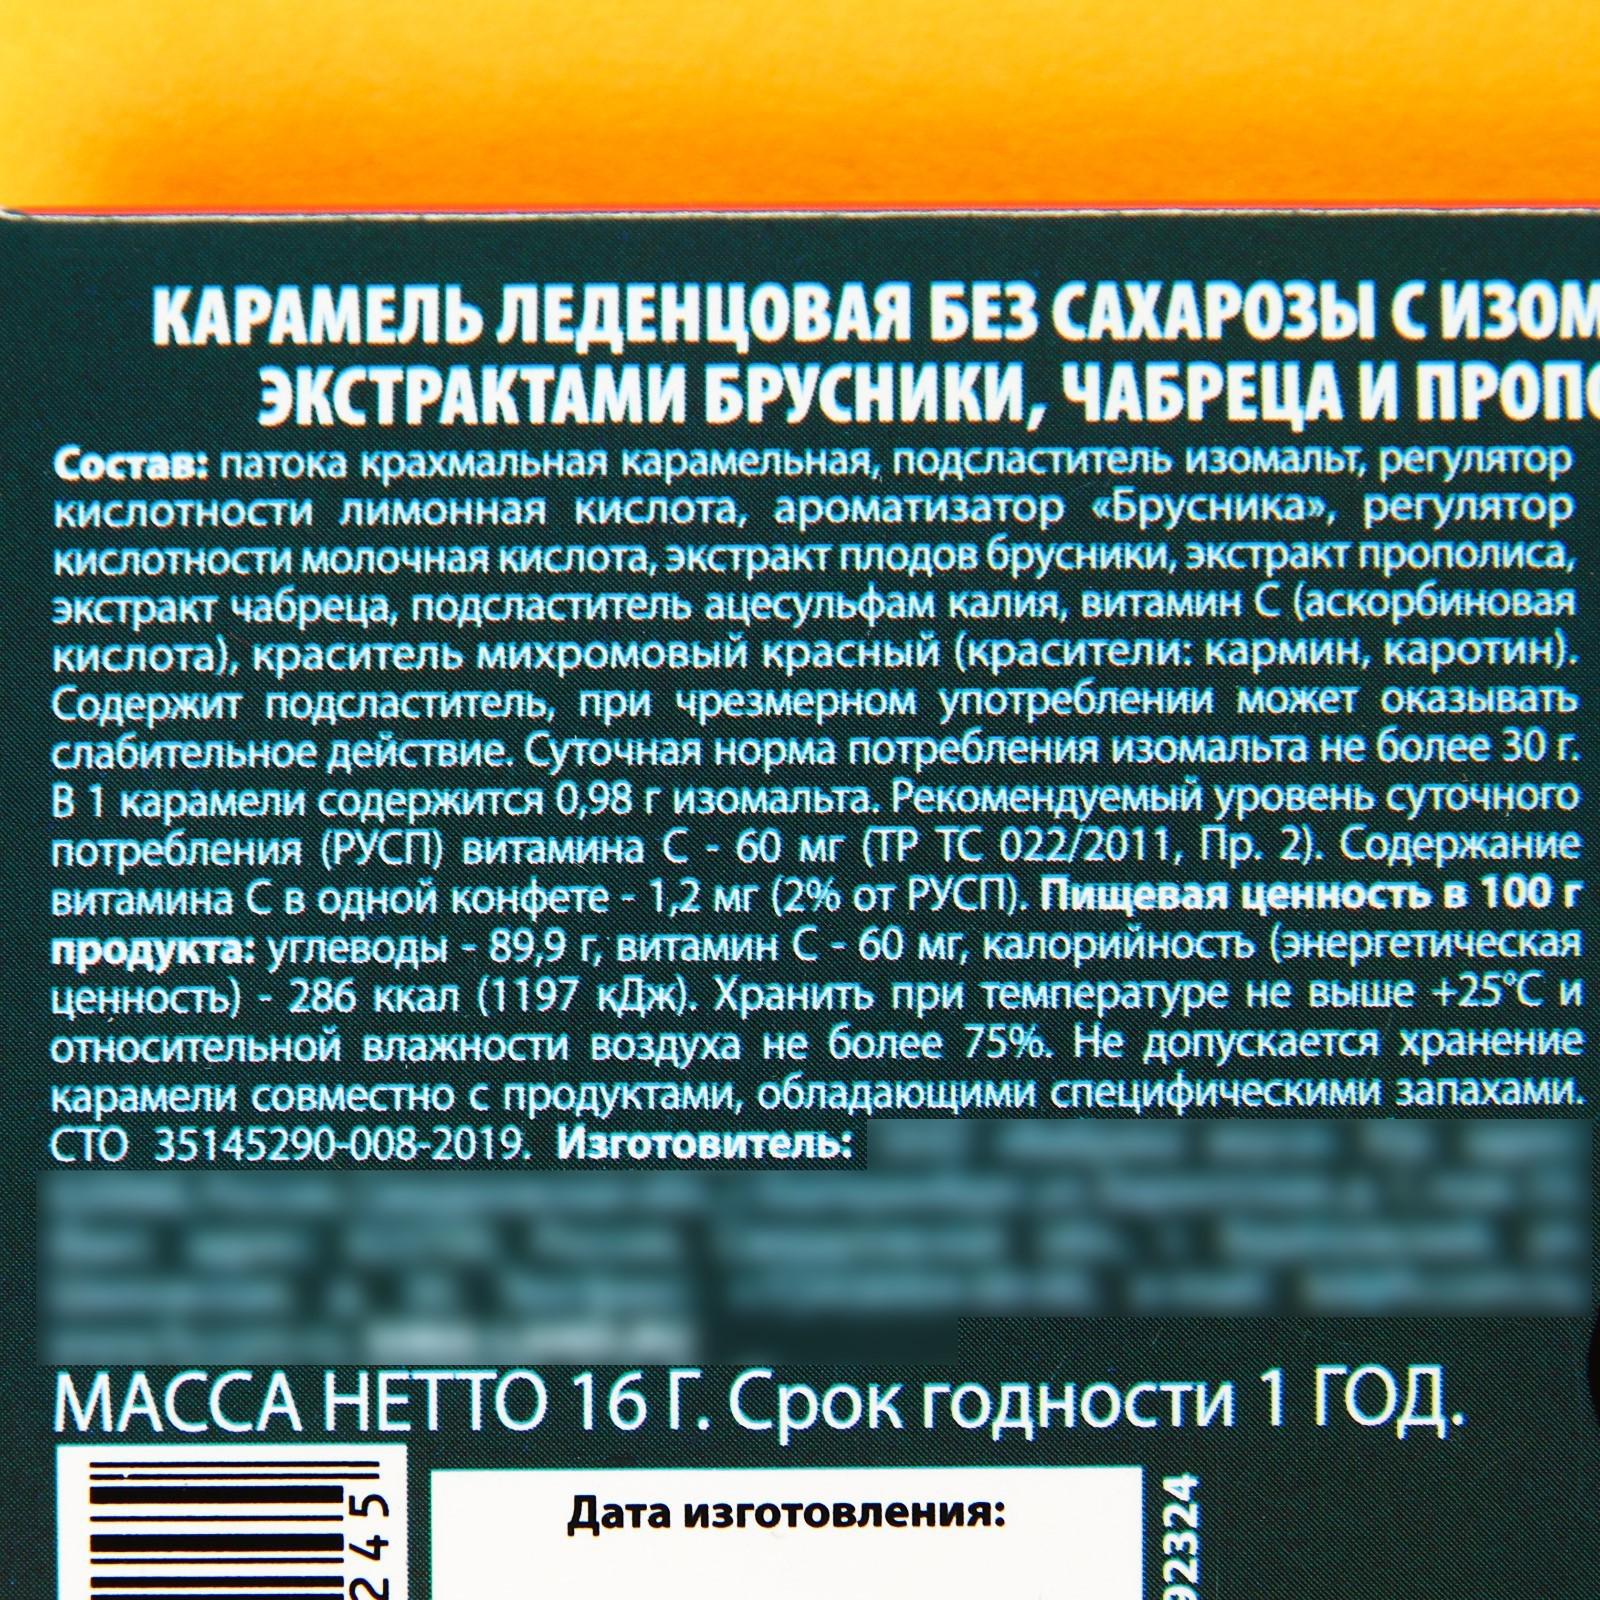 КАРАМЕЛЬ ЛЕДЕНЦОВАЯ БЕЗ САХАРОЗЫ С ИЗОМ
ЭКСТРАКТАМИ БРУСНИКИ, ЧАБРЕЦА И ПРОПО
Состав: патока крахмальная карамельная, подсластитель изомальт, регулятор
кислотности лимонная кислота, ароматизатор «Брусника», регулятор
кислотности молочная кислота, экстракт плодов брусники, экстракт прополиса,
экстракт чабреца, подсластитель ацесульфам калия, витамин С (аскорбиновая
кислота), краситель михромовый красный (красители: кармин, каротин).
Содержит подсластитель, при чрезмерном употреблении может оказывать
слабительное действие. Суточная норма потребления изомальта не более 30 г.
В 1 карамели содержится 0,98 г изомальта. Рекомендуемый уровень суточного
потребления (РУСП) витамина С - 60 мг (ТР ТС 022/2011, Пр. 2). Содержание
витамина С в одной конфете - 1,2 мг (2% от РУСП). Пищевая ценность в 100 г
продукта: углеводы - 89,9 г, витамин С - 60 мг, калорийность (энергетическая
ценность) - 286 ккал (1197 кДж). Хранить при температуре не выше +25°С и
относительной влажности воздуха не более 75%. Не допускается хранение
карамели совместно с продуктами, обладающими специфическими запахами.
СТО 35145290-008-2019. Изготовитель:
МАССА НЕТТО 16 Г. Срок годности 1 ГОД.
Дата изготовления:
245
92324